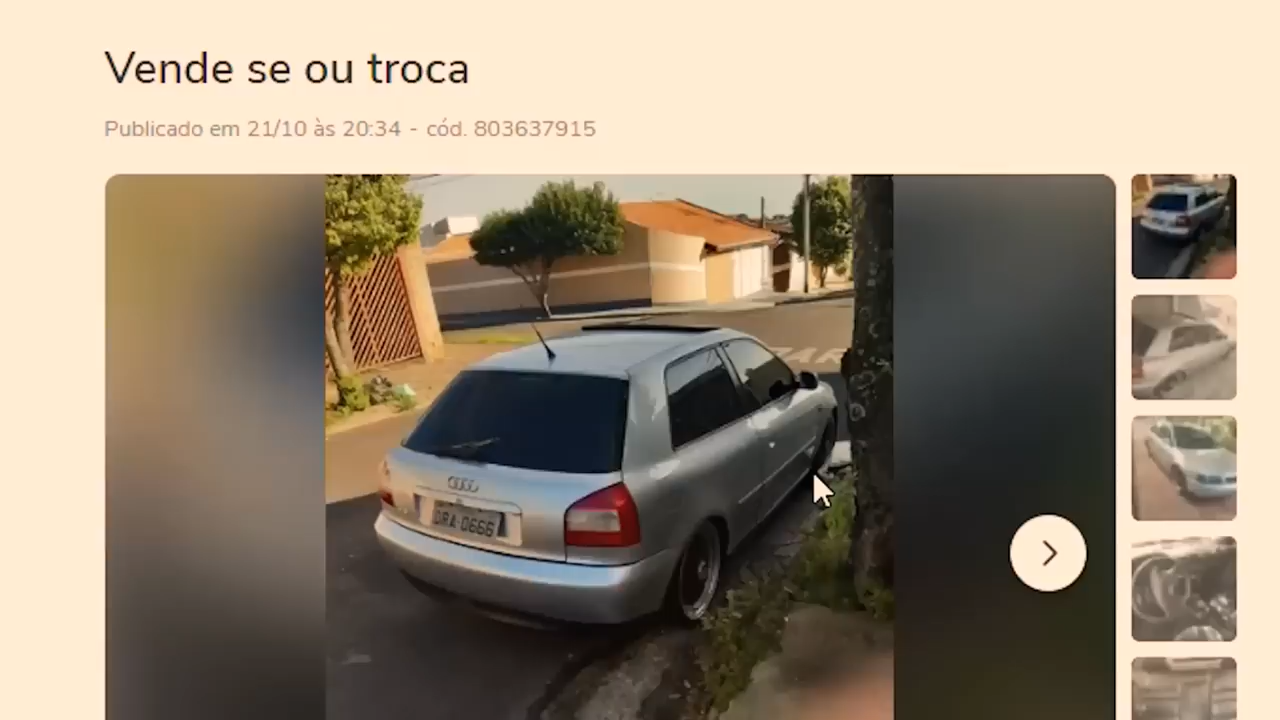 Vende se ou troca
Publicado em 21/10 às 20:34 - cód. 803637915
DRA-0666